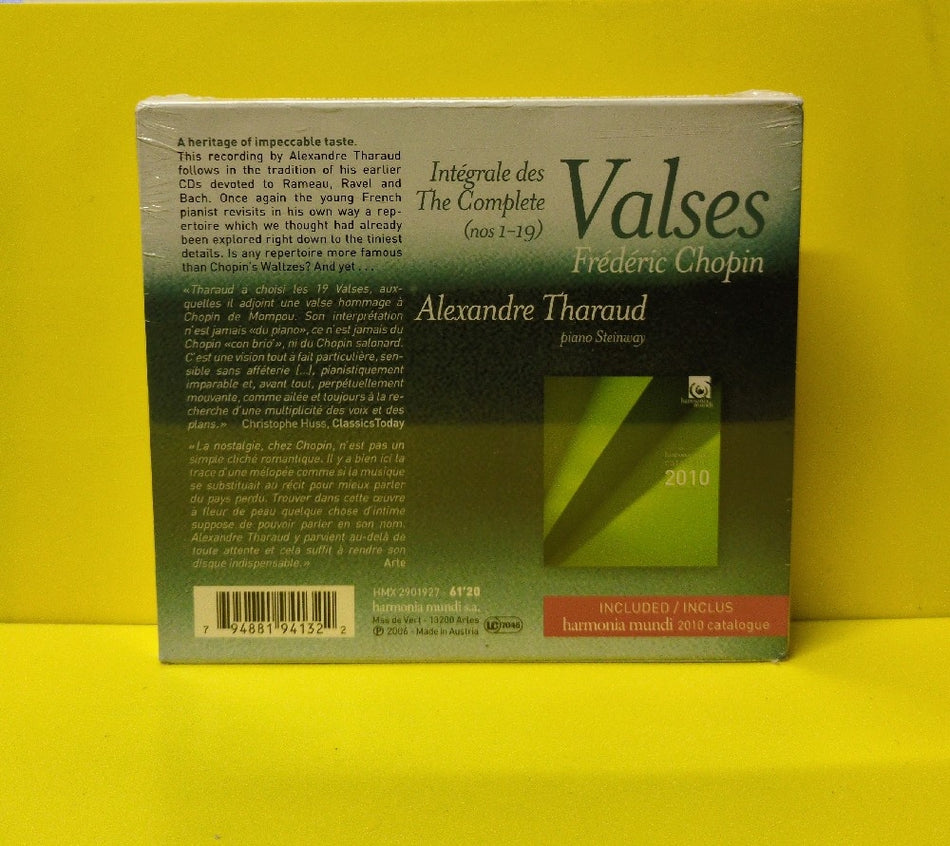 A heritage of impeccable taste.
This recording by Alexandre Tharaud
follows in the tradition of his earlier
CDs devoted to Rameau, Ravel and
Bach. Once again the young French
pianist revisits in his own way a rep-
ertoire which we thought had already
been explored right down to the tiniest
details. Is any repertoire more famous
than Chopin's Waltzes? And yet . . .
«Tharaud a choisi les 19 Valses, aux-
quelles il adjoint une valse hommage à
Chopin de Mompou. Son interprétation
n'est jamais «du piano», ce n'est jamais du
Chopin «con brio», ni du Chopin salonard.
C'est une vision tout à fait particulière, sen-
sible sans afféterie [...], pianistiquement
imparable et, avant tout, perpétuellement
mouvante, comme ailée et toujours à la re-
cherche d'une multiplicité des voix et des
plans.» Christophe Huss, ClassicsToday
«La nostalgie, chez Chopin, n'est pas un
simple cliché romantique. Il y a bien ici la
trace d'une mélopée comme si la musique
se substituait au récit pour mieux parler
du pays perdu. Trouver dans cette œuvre
à fleur de peau quelque chose d'intime
suppose de pouvoir parler en son nom.
Alexandre Tharaud y parvient au-delà de
toute attente et cela suffit à rendre son
disque indispensable.» Arte
Intégrale des
The Complete
(nos 1-19)
Valses
Frédéric Chopin
Alexandre Tharaud
piano Steinway
harmonia
mundi
2010
7 94881 94132 2
HMX 2901927 - 61'20
harmonia mundi s.a.
Mas de Vert - 13200 Arles
℗ 2006 - Made in Austria
LC 7045
INCLUDED / INCLUS
harmonia mundi 2010 catalogue